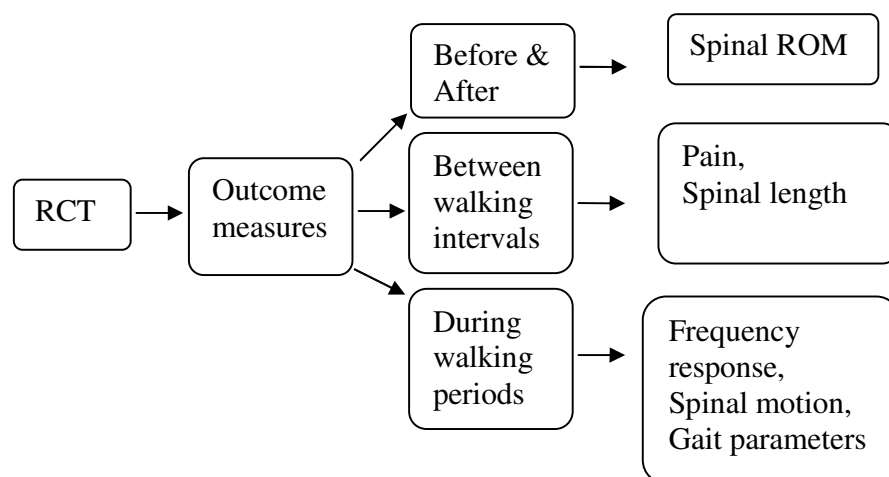 RCT
Outcome
measures
Before &
After
Spinal ROM
Between
walking
intervals
Pain,
Spinal length
During
walking
periods
Frequency
response,
Spinal motion,
Gait parameters